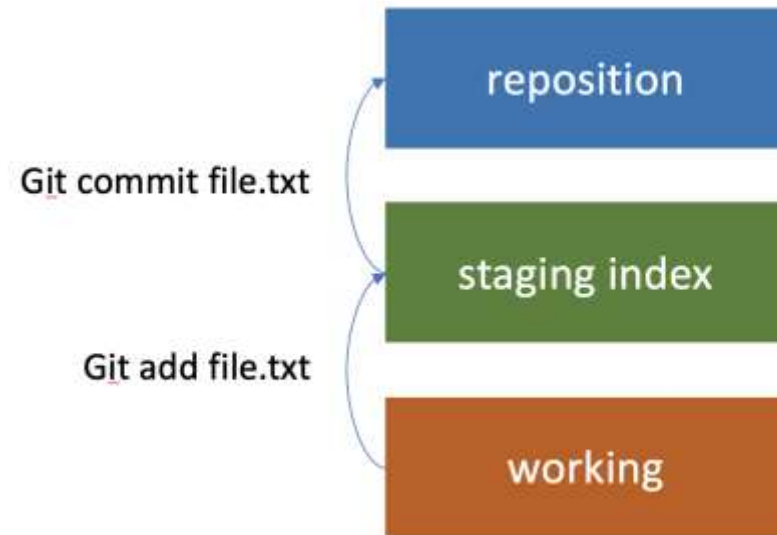 reposition
Git commit file.txt
staging index
Git add file.txt
working